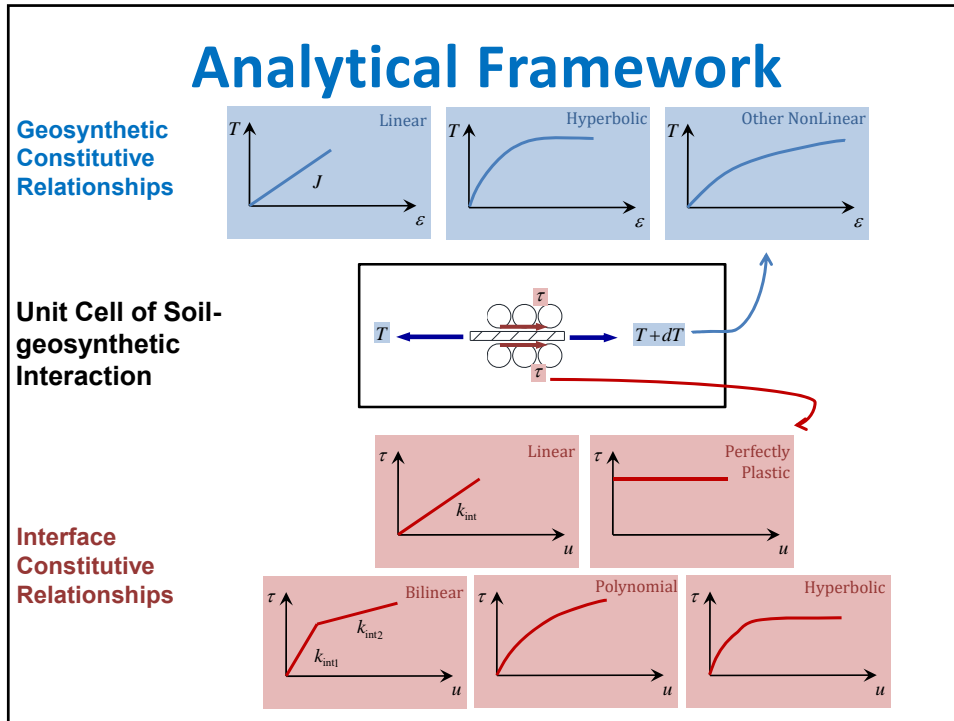 Analytical Framework
Geosynthetic
Constitutive
Relationships
T
Linear
J
ε
T
Hyperbolic
ε
T
Other NonLinear
ε
Unit Cell of Soil-
geosynthetic
Interaction
τ
T
T+dT
τ
Interface
Constitutive
Relationships
τ
Linear
k_int
u
τ
Perfectly
Plastic
u
τ
Bilinear
k_int2
k_int1
u
τ
Polynomial
u
τ
Hyperbolic
u